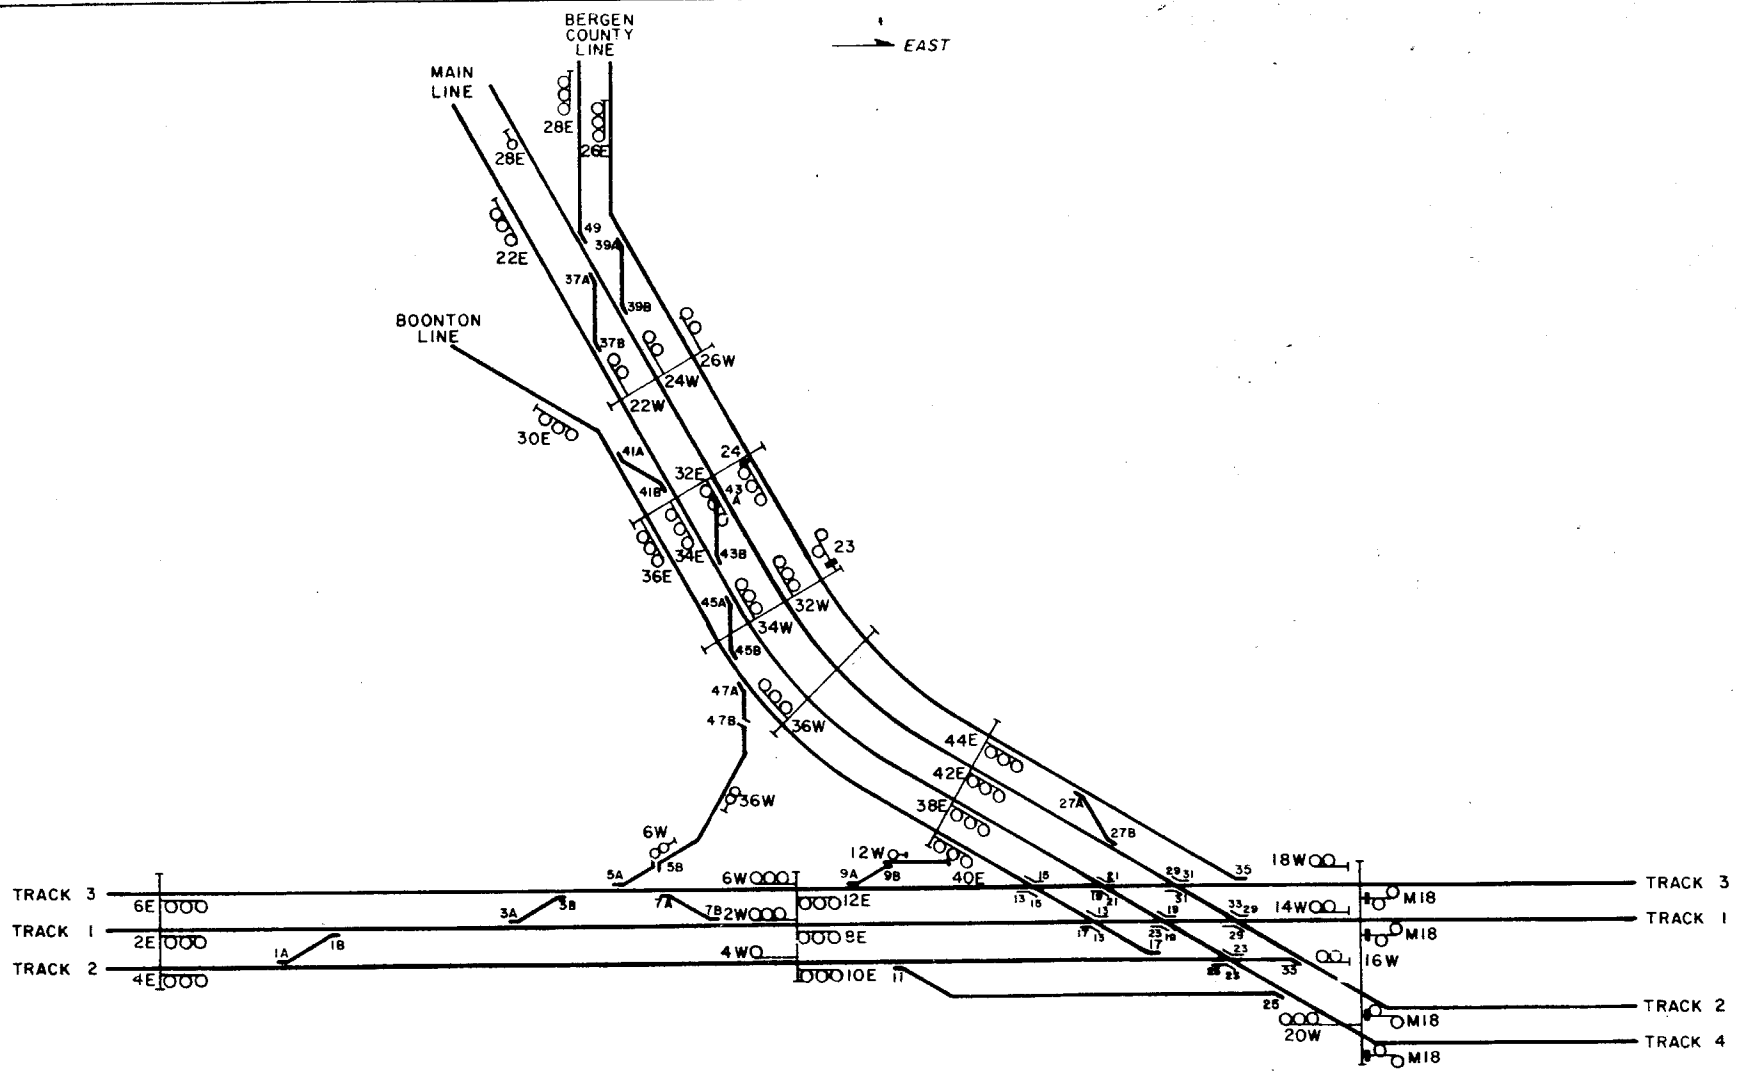 BERGEN
COUNTY
LINE
EAST
MAIN
LINE
28E
26E
28E
22E
49
39A
37A
39B
BOONTON
LINE
37B
26W
24W
22W
30E
41A
24
32E
41B
43
A
34E
43B
23
36E
45A
32W
34W
45B
47A
47B
36W
44E
42E
36W
38E
27A
27B
6W
12W
5A
5B
6W
9A
9B
40E
15
21
29
31
35
18W
TRACK 3
6E
3B
7A
12E
13
15
19
21
31
M18
TRACK 3
3A
7B
2W
13
19
33
29
14W
TRACK 1
2E
1B
8E
17
13
23
19
29
M18
TRACK 1
1A
4W
17
23
33
16W
TRACK 2
4E
10E
11
23
25
TRACK 2
20W
M18
TRACK 4
M18